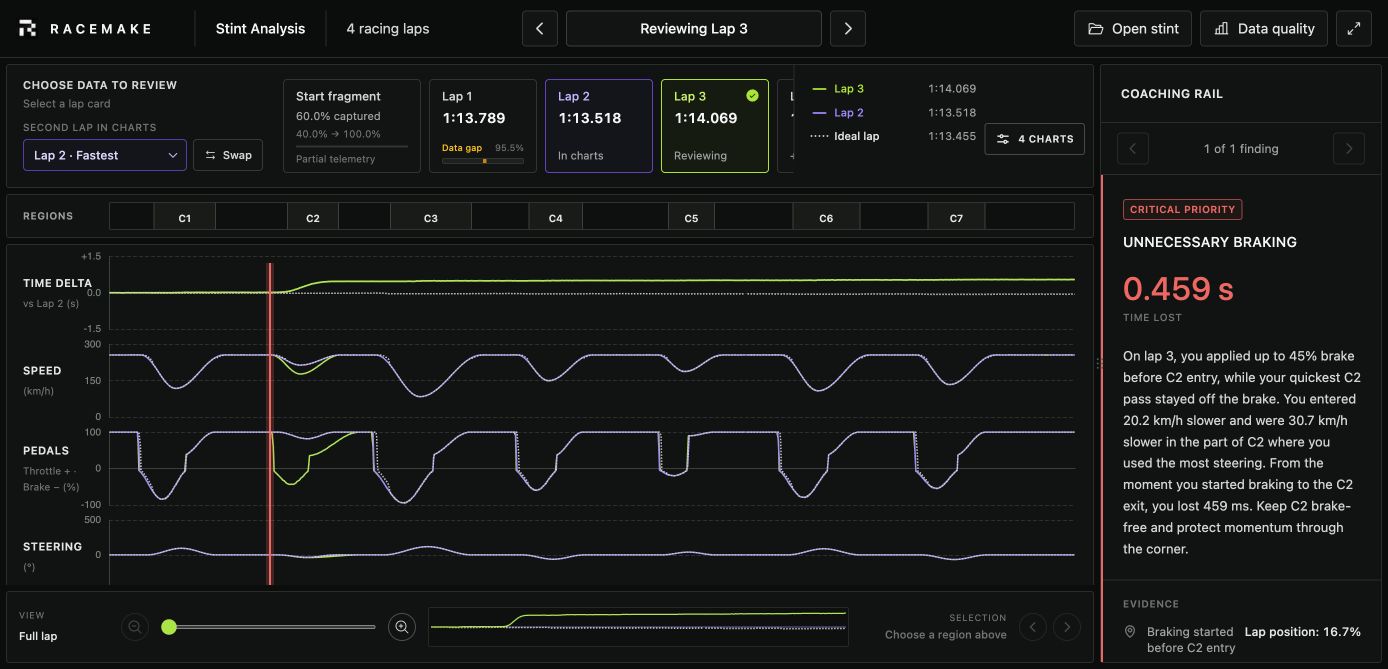 RACEMAKE
Stint Analysis
4 racing laps
Reviewing Lap 3
Open stint
Data quality
CHOOSE DATA TO REVIEW
Select a lap card
SECOND LAP IN CHARTS
Lap 2 · Fastest
Swap
Start fragment
60.0% captured
40.0% → 100.0%
Partial telemetry
Lap 1
1:13.789
Data gap 95.5%
Lap 2
1:13.518
In charts
Lap 3
1:14.069
Reviewing
Lap 3 1:14.069
Lap 2 1:13.518
Ideal lap 1:13.455
4 CHARTS
REGIONS
C1 C2 C3 C4 C5 C6 C7
TIME DELTA
vs Lap 2 (s)
+1.5
0.0
-1.5
SPEED
(km/h)
300
150
0
PEDALS
Throttle + ·
Brake − (%)
100
0
-100
STEERING
(°)
500
0
VIEW
Full lap
SELECTION
Choose a region above
COACHING RAIL
1 of 1 finding
CRITICAL PRIORITY
UNNECESSARY BRAKING
0.459 s
TIME LOST
On lap 3, you applied up to 45% brake
before C2 entry, while your quickest C2
pass stayed off the brake. You entered
20.2 km/h slower and were 30.7 km/h
slower in the part of C2 where you
used the most steering. From the
moment you started braking to the C2
exit, you lost 459 ms. Keep C2 brake-
free and protect momentum through
the corner.
EVIDENCE
Braking started
before C2 entry
Lap position: 16.7%